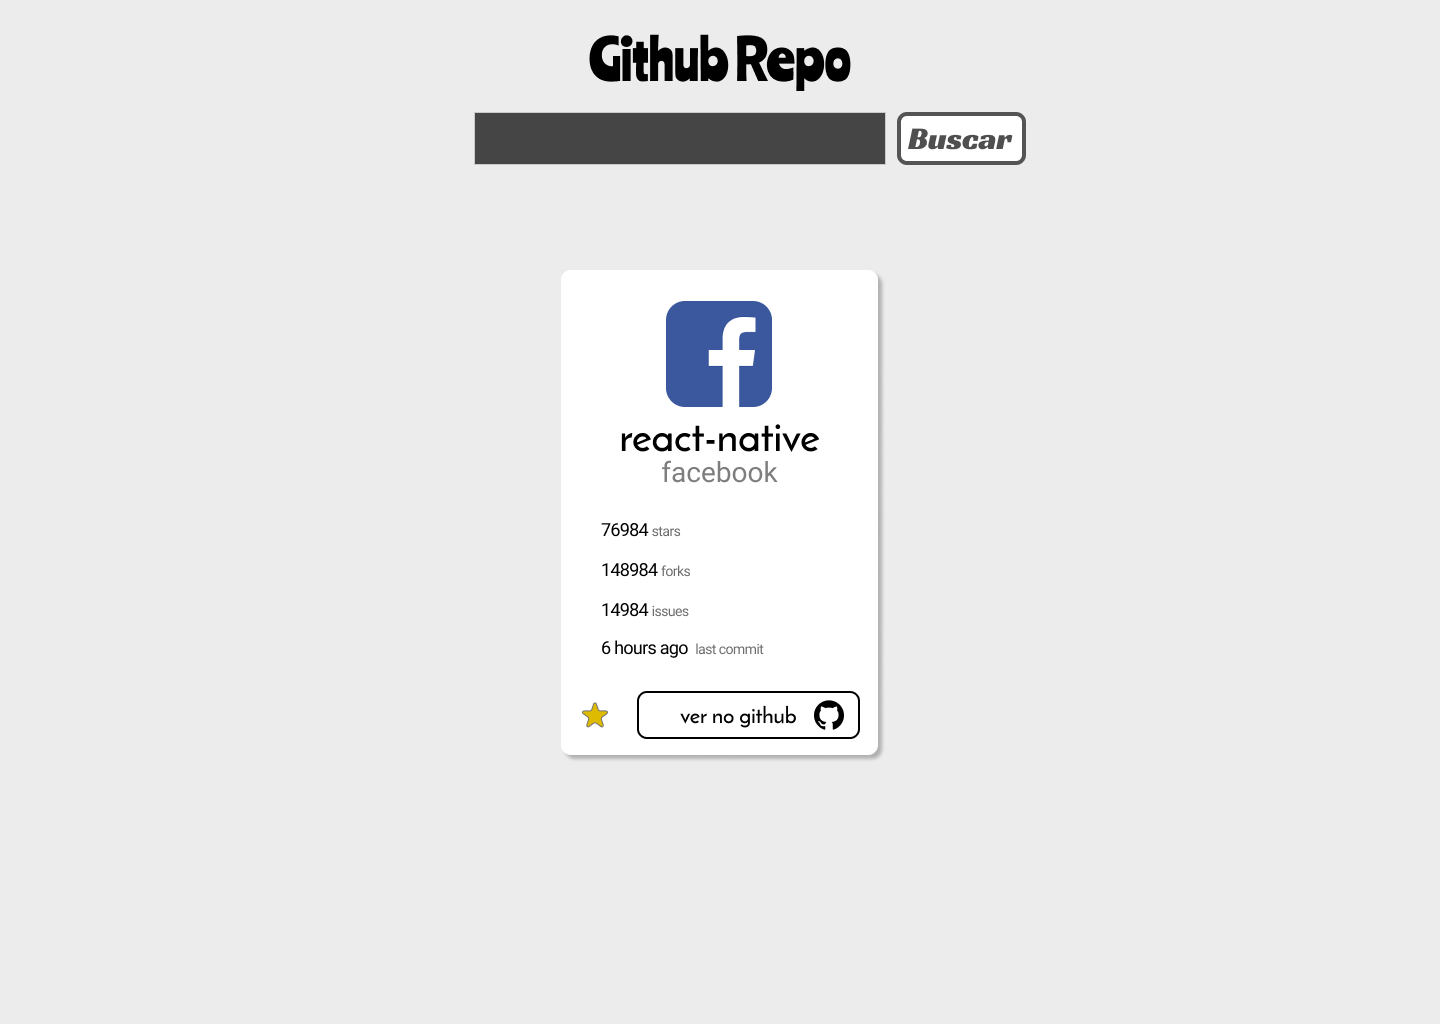 Github Repo
Buscar
react-native
facebook
76984 stars
148984 forks
14984 issues
6 hours ago last commit
ver no github